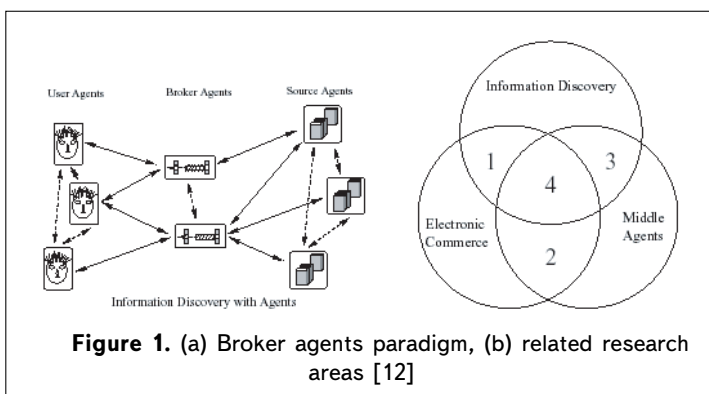 User Agents
Broker Agents
Source Agents
Information Discovery with Agents
Information Discovery
1
3
4
Electronic
Commerce
Middle
Agents
2
Figure 1. (a) Broker agents paradigm, (b) related research
areas [12]